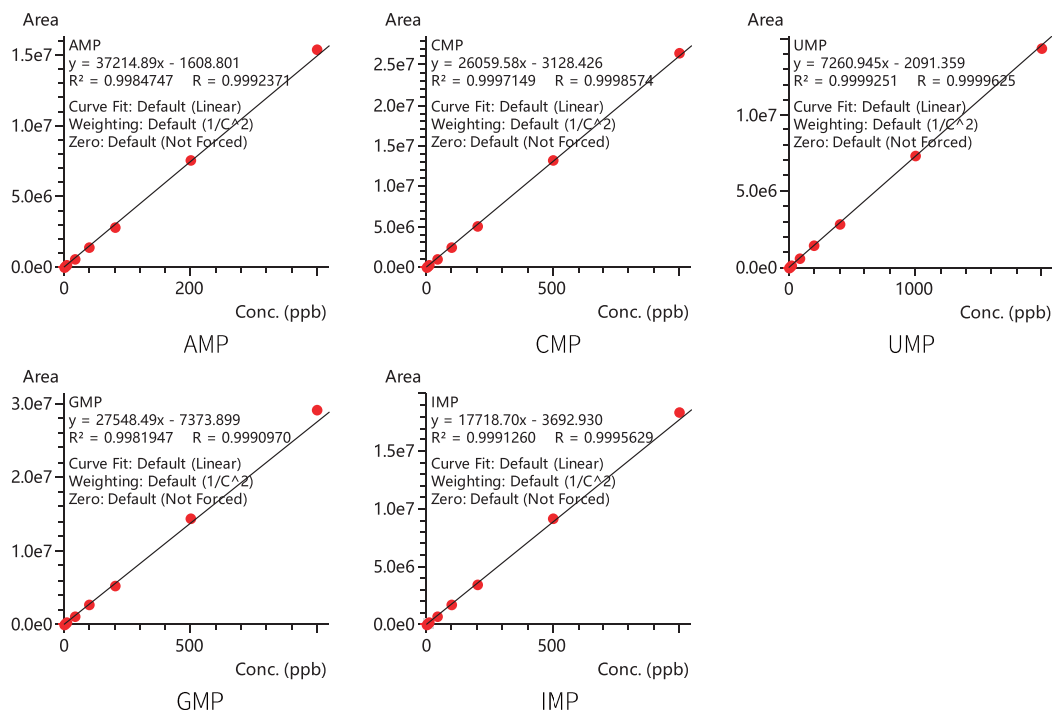 Area
AMP
y = 37214.89x - 1608.801
R² = 0.9984747 R = 0.9992371
Curve Fit: Default (Linear)
Weighting: Default (1/C^2)
Zero: Default (Not Forced)
1.5e7
1.0e7
5.0e6
0.0e0
0 200
Conc. (ppb)
AMP
Area
CMP
y = 26059.58x - 3128.426
R² = 0.9997149 R = 0.9998574
Curve Fit: Default (Linear)
Weighting: Default (1/C^2)
Zero: Default (Not Forced)
2.5e7
2.0e7
1.5e7
1.0e7
5.0e6
0.0e0
0 500
Conc. (ppb)
CMP
Area
UMP
y = 7260.945x - 2091.359
R² = 0.9999251 R = 0.9999625
Curve Fit: Default (Linear)
Weighting: Default (1/C^2)
Zero: Default (Not Forced)
1.0e7
5.0e6
0.0e0
0 1000
Conc. (ppb)
UMP
Area
GMP
y = 27548.49x - 7373.899
R² = 0.9981947 R = 0.9990970
Curve Fit: Default (Linear)
Weighting: Default (1/C^2)
Zero: Default (Not Forced)
3.0e7
2.0e7
1.0e7
0.0e0
0 500
Conc. (ppb)
GMP
Area
IMP
y = 17718.70x - 3692.930
R² = 0.9991260 R = 0.9995629
Curve Fit: Default (Linear)
Weighting: Default (1/C^2)
Zero: Default (Not Forced)
1.5e7
1.0e7
5.0e6
0.0e0
0 500
Conc. (ppb)
IMP